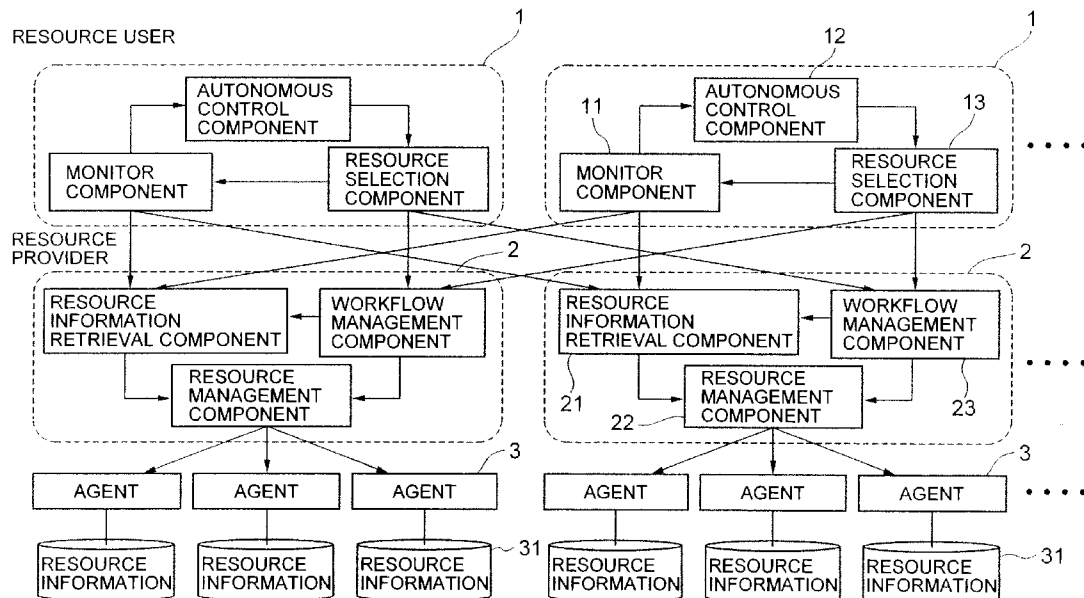 RESOURCE USER
1
1
12
AUTONOMOUS
CONTROL
COMPONENT
AUTONOMOUS
CONTROL
COMPONENT
11
13
MONITOR
COMPONENT
RESOURCE
SELECTION
COMPONENT
MONITOR
COMPONENT
RESOURCE
SELECTION
COMPONENT
RESOURCE
PROVIDER
2
2
RESOURCE
INFORMATION
RETRIEVAL COMPONENT
WORKFLOW
MANAGEMENT
COMPONENT
RESOURCE
INFORMATION
RETRIEVAL COMPONENT
WORKFLOW
MANAGEMENT
COMPONENT
RESOURCE
MANAGEMENT
COMPONENT
21
22
RESOURCE
MANAGEMENT
COMPONENT
23
3
3
AGENT
AGENT
AGENT
AGENT
AGENT
AGENT
31
31
RESOURCE
INFORMATION
RESOURCE
INFORMATION
RESOURCE
INFORMATION
RESOURCE
INFORMATION
RESOURCE
INFORMATION
RESOURCE
INFORMATION